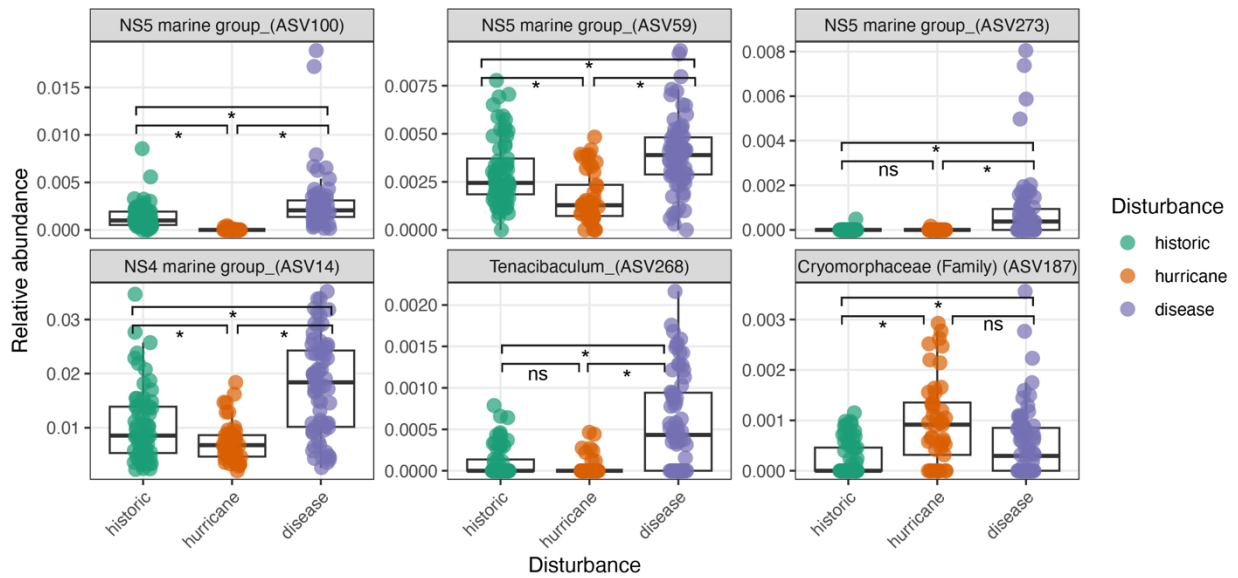 NS5 marine group_(ASV100)
NS5 marine group_(ASV59)
NS5 marine group_(ASV273)
0.015
0.010
0.005
0.000
*
*
*
0.0075
0.0050
0.0025
0.0000
*
*
*
0.008
0.006
0.004
0.002
0.000
*
ns
*
NS4 marine group_(ASV14)
Tenacibaculum_(ASV268)
Cryomorphaceae (Family) (ASV187)
0.03
0.02
0.01
*
*
*
0.0020
0.0015
0.0010
0.0005
0.0000
*
ns
*
0.003
0.002
0.001
0.000
*
*
ns
historic
hurricane
disease
historic
hurricane
disease
historic
hurricane
disease
Relative abundance
Disturbance
Disturbance
historic
hurricane
disease